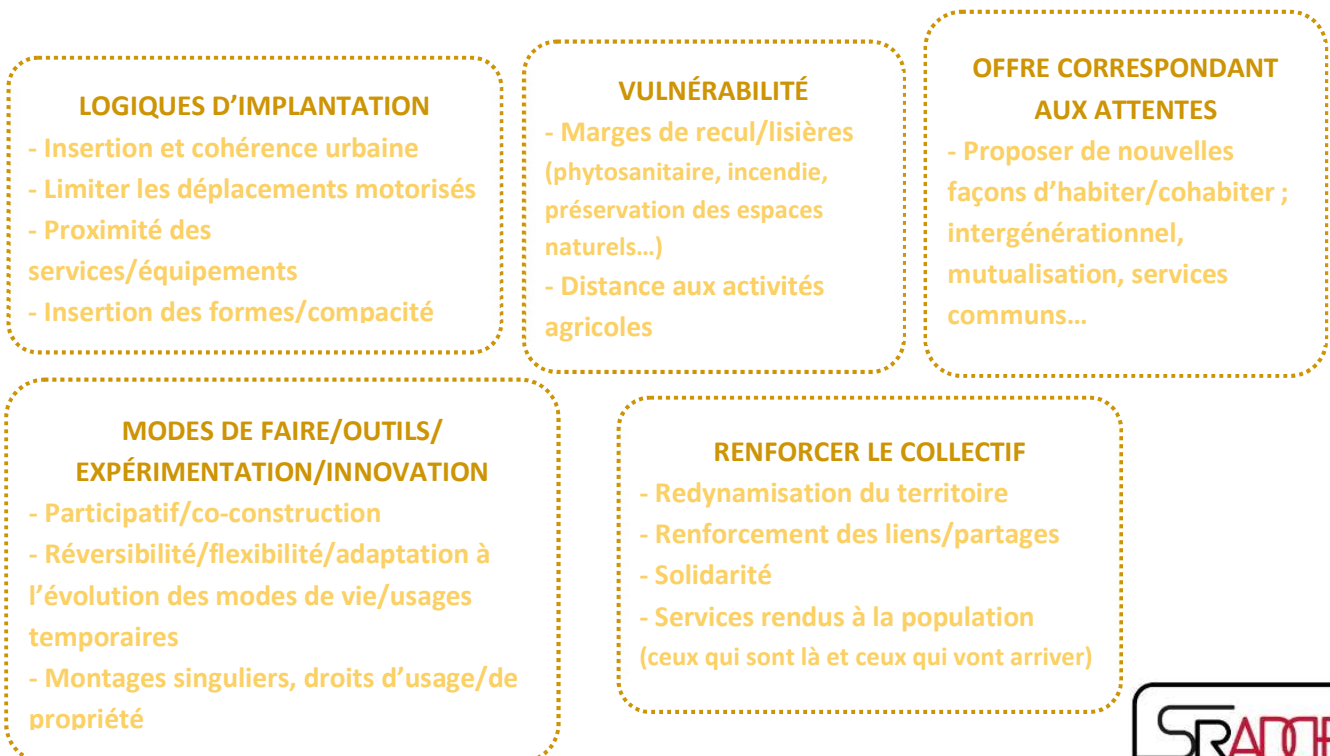 LOGIQUES D’IMPLANTATION
- Insertion et cohérence urbaine
- Limiter les déplacements motorisés
- Proximité des
services/équipements
- Insertion des formes/compacité
VULNÉRABILITÉ
- Marges de recul/lisières
(phytosanitaire, incendie,
préservation des espaces
naturels…)
- Distance aux activités
agricoles
OFFRE CORRESPONDANT
AUX ATTENTES
- Proposer de nouvelles
façons d’habiter/cohabiter ;
intergénérationnel,
mutualisation, services
communs…
MODES DE FAIRE/OUTILS/
EXPÉRIMENTATION/INNOVATION
- Participatif/co-construction
- Réversibilité/flexibilité/adaptation à
l’évolution des modes de vie/usages
temporaires
- Montages singuliers, droits d’usage/de
propriété
RENFORCER LE COLLECTIF
- Redynamisation du territoire
- Renforcement des liens/partages
- Solidarité
- Services rendus à la population
(ceux qui sont là et ceux qui vont arriver)